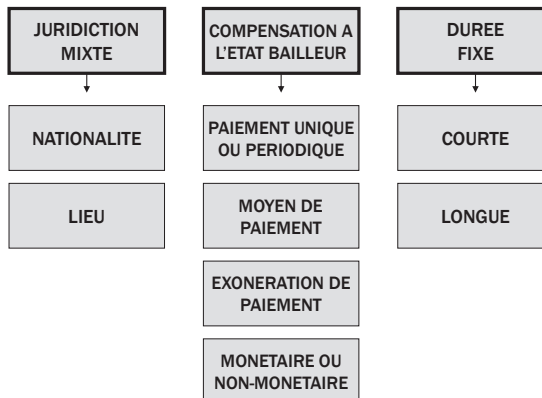 JURIDICTION
MIXTE
COMPENSATION A
L'ETAT BAILLEUR
DUREE
FIXE
NATIONALITE
PAIEMENT UNIQUE
OU PERIODIQUE
COURTE
LIEU
MOYEN DE
PAIEMENT
LONGUE
EXONERATION DE
PAIEMENT
MONETAIRE OU
NON-MONETAIRE